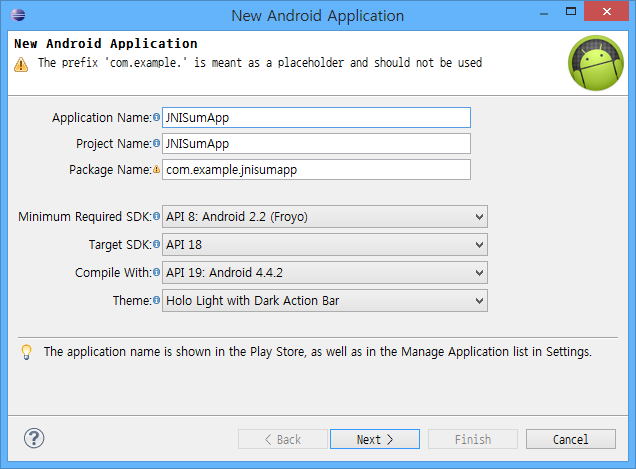 New Android Application
New Android Application
The prefix 'com.example.' is meant as a placeholder and should not be used
Application Name: JNISumApp
Project Name: JNISumApp
Package Name: com.example.jnisumapp
Minimum Required SDK: API 8: Android 2.2 (Froyo)
Target SDK: API 18
Compile With: API 19: Android 4.4.2
Theme: Holo Light with Dark Action Bar
The application name is shown in the Play Store, as well as in the Manage Application list in Settings.
? < Back Next > Finish Cancel